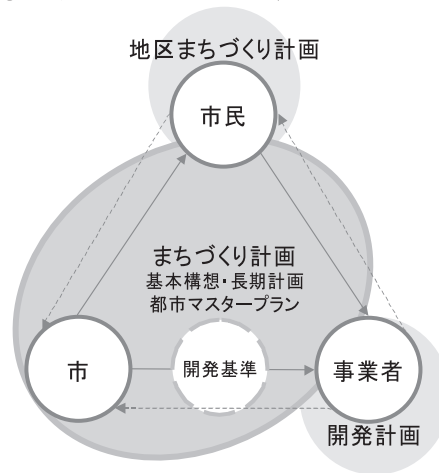 地区まちづくり計画
市民
まちづくり計画
基本構想・長期計画
都市マスタープラン
市
開発基準
事業者
開発計画